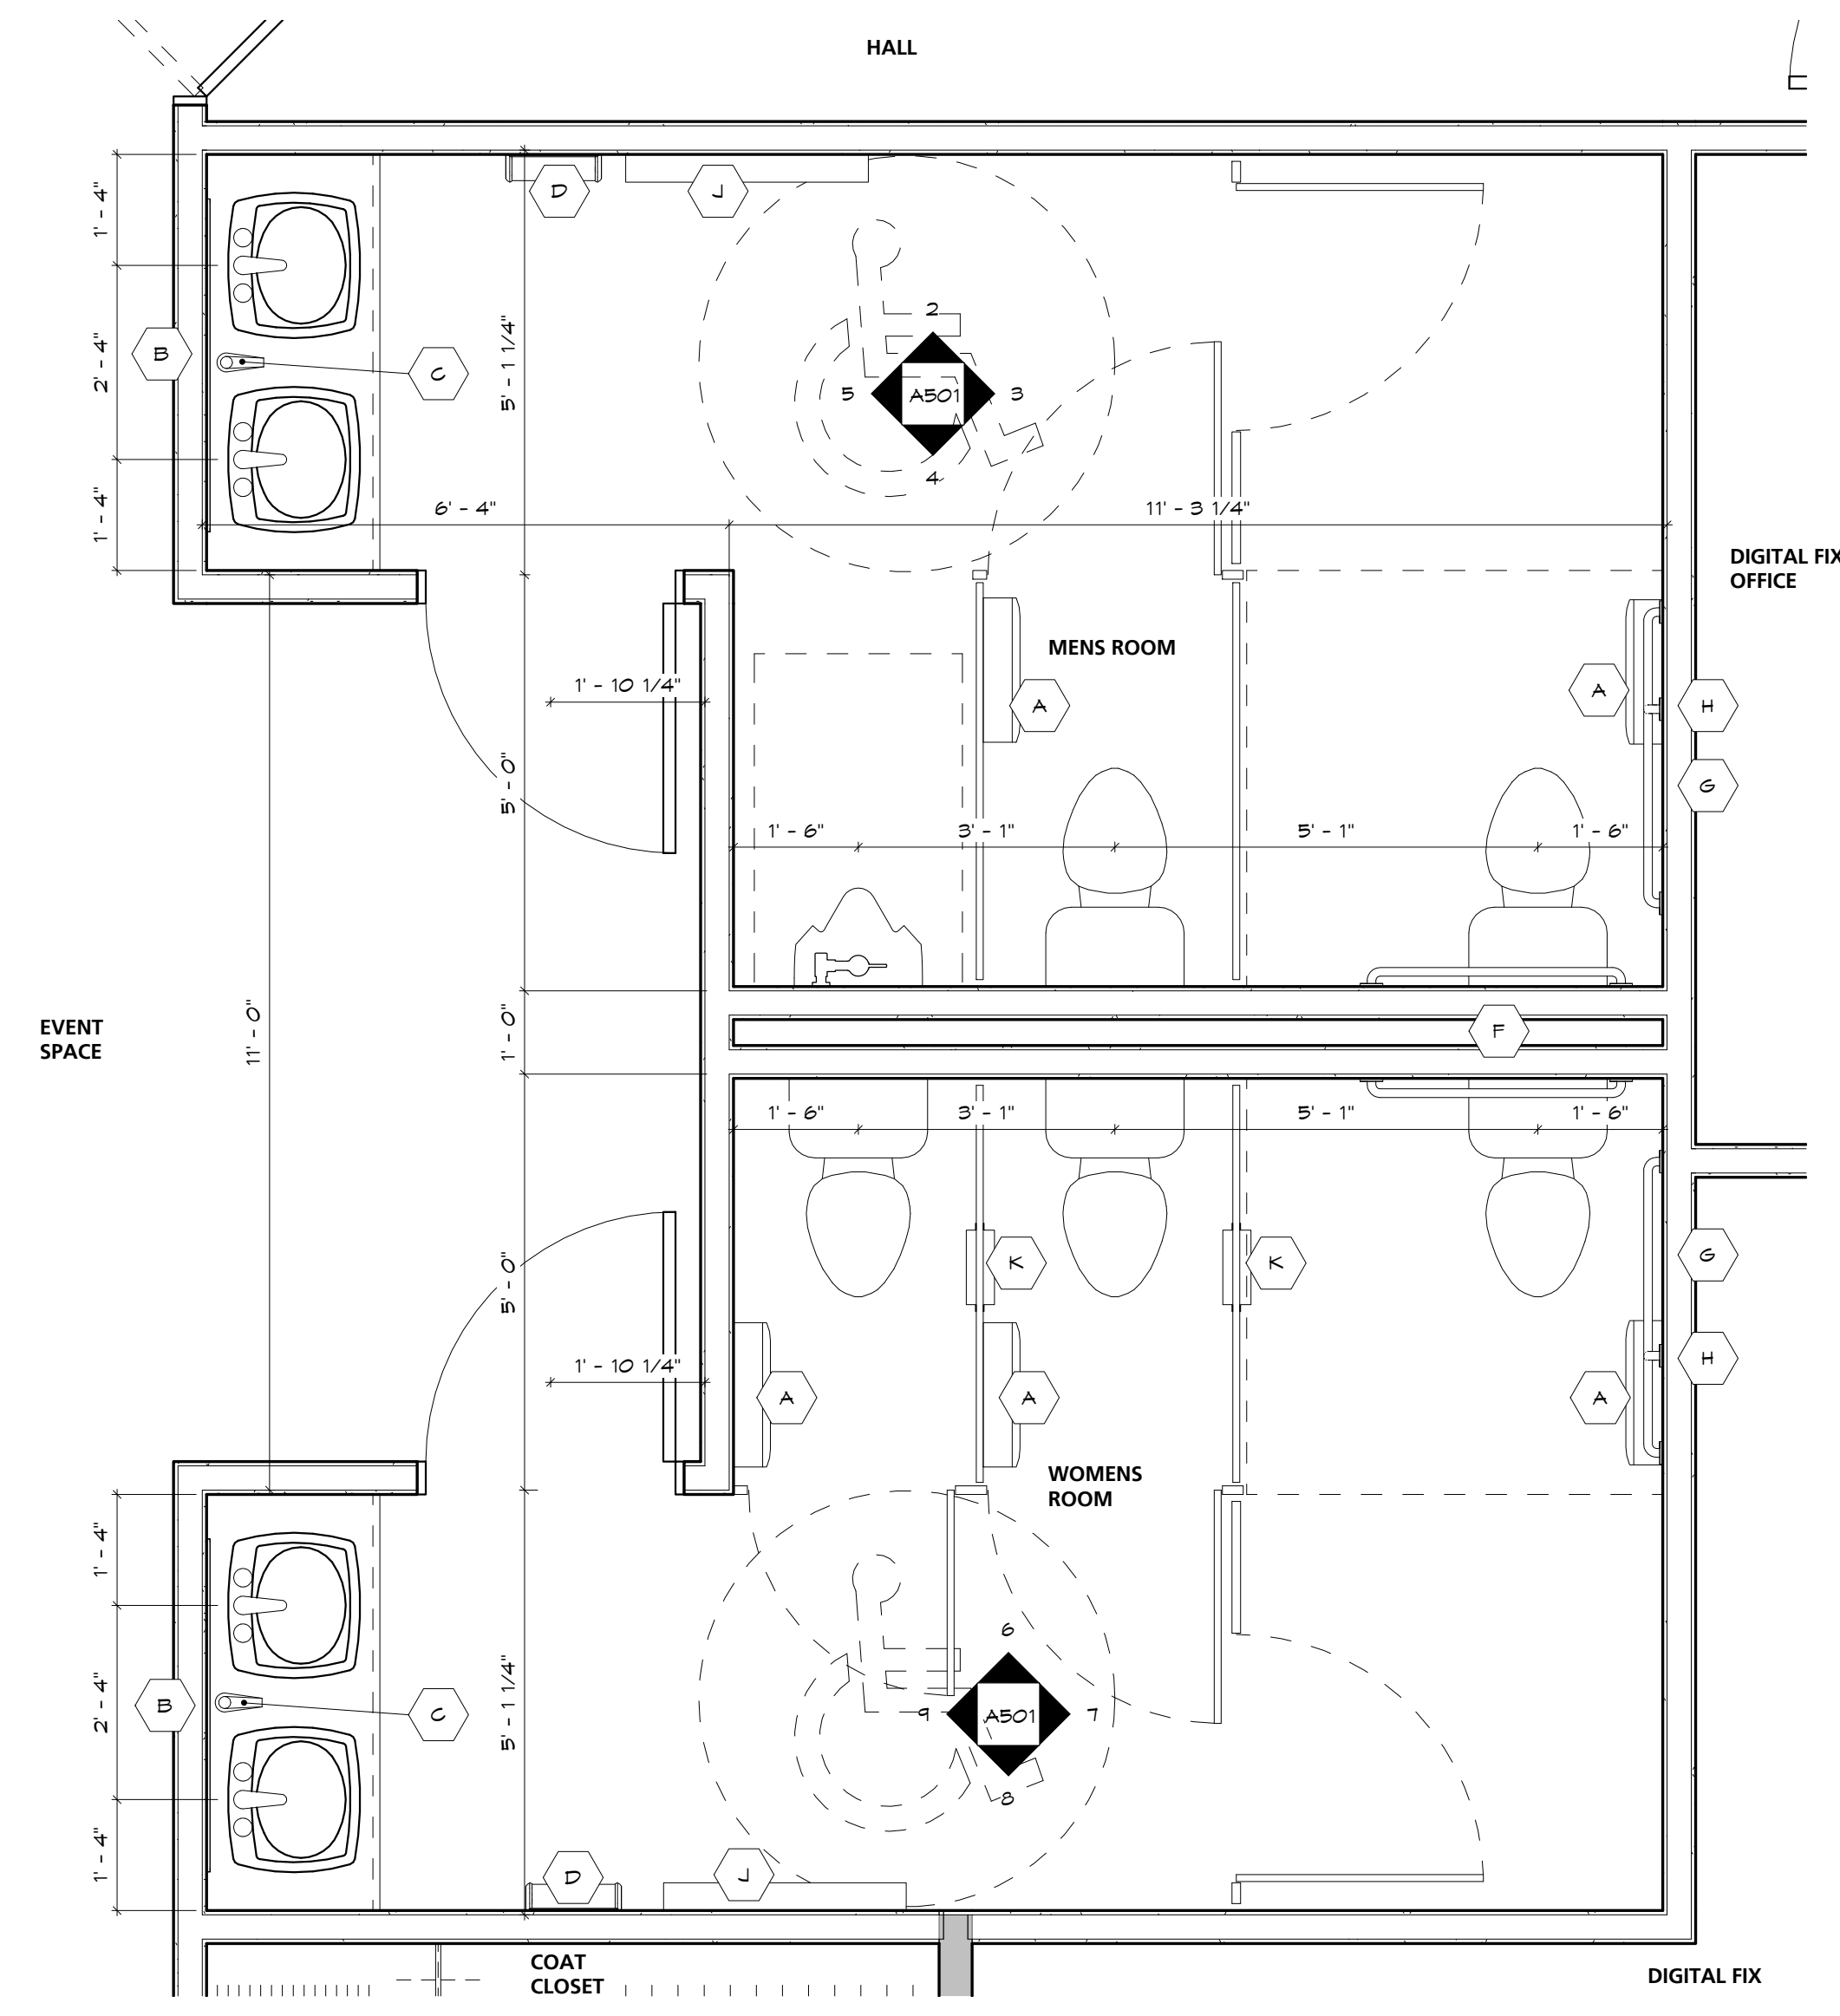 HALL
1' - 4"
D
J
2
B
2' - 4"
C
5' - 1 1/4"
5
A501
3
4
1' - 4"
6' - 4"
11' - 3 1/4"
DIGITAL FIX
OFFICE
MENS ROOM
1' - 10 1/4"
A
A
H
5' - 0"
G
1' - 6"
3' - 1"
5' - 1"
1' - 6"
EVENT
SPACE
11' - 0"
1' - 0"
F
1' - 6"
3' - 1"
5' - 1"
1' - 6"
5' - 0"
K
K
G
1' - 10 1/4"
H
A
A
A
WOMENS
ROOM
1' - 4"
6
B
2' - 4"
C
5' - 1 1/4"
9
A501
7
8
1' - 4"
D
J
COAT
CLOSET
DIGITAL FIX